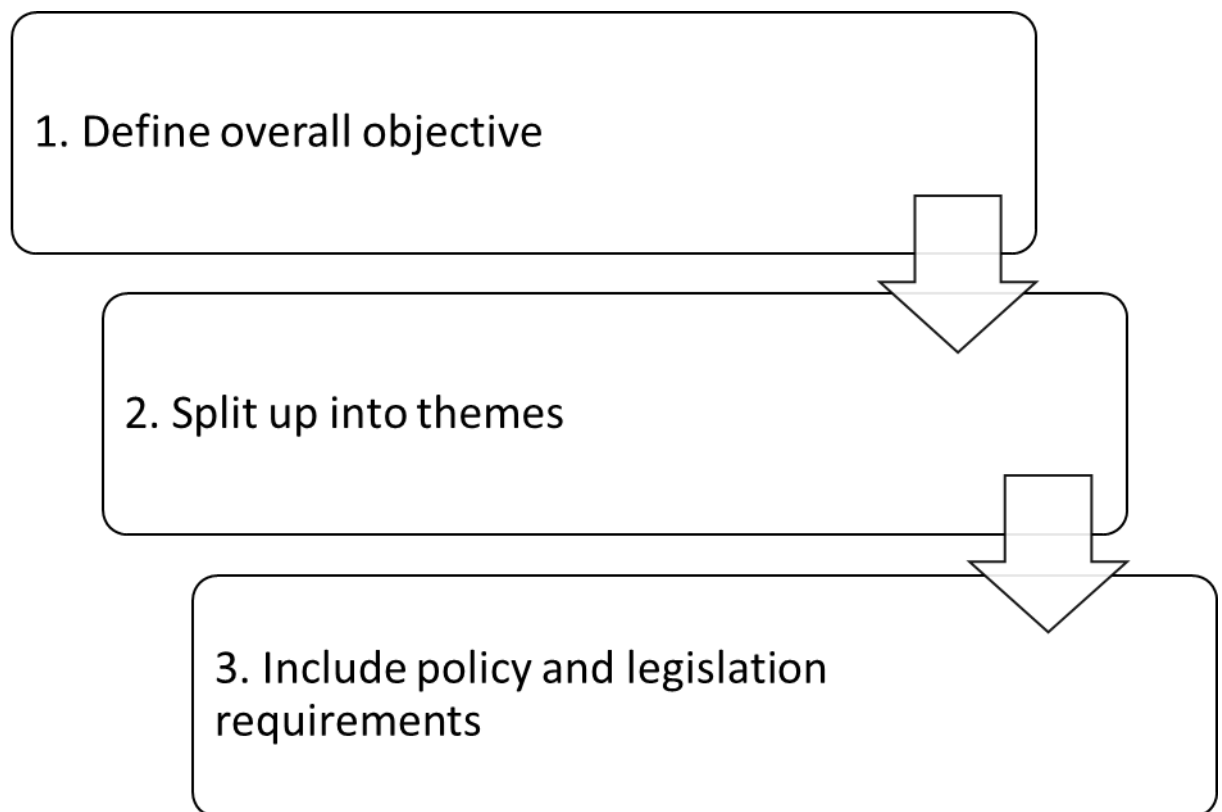 1. Define overall objective
2. Split up into themes
3. Include policy and legislation
requirements